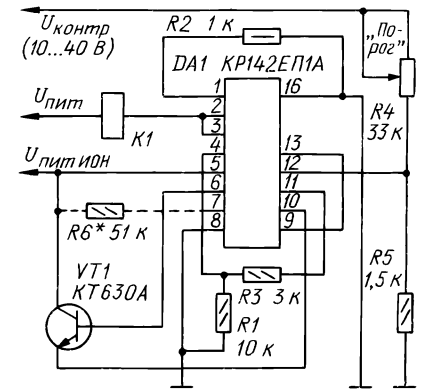 Uконтр
(10...40 В)
R2 1 к
„По-
рог"
DA1 КР142ЕП1А
Uпит
K1
R4
33 к
Uпит ИОН
1
2
3
4
5
6
7
8
16
13
12
11
10
9
R6* 51 к
VT1
КТ630А
R3 3 к
R5
1,5 к
R1
10 к